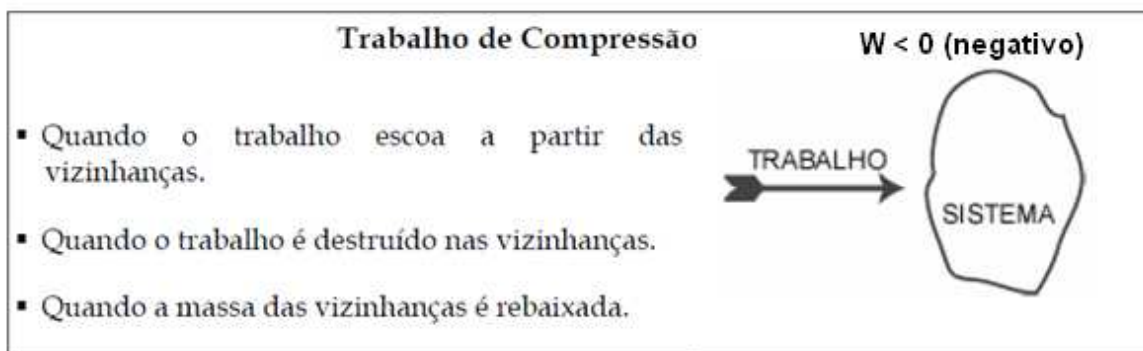 Trabalho de Compressão
W < 0 (negativo)
▪ Quando o trabalho escoa a partir das
vizinhanças.
▪ Quando o trabalho é destruído nas vizinhanças.
▪ Quando a massa das vizinhanças é rebaixada.
TRABALHO
SISTEMA